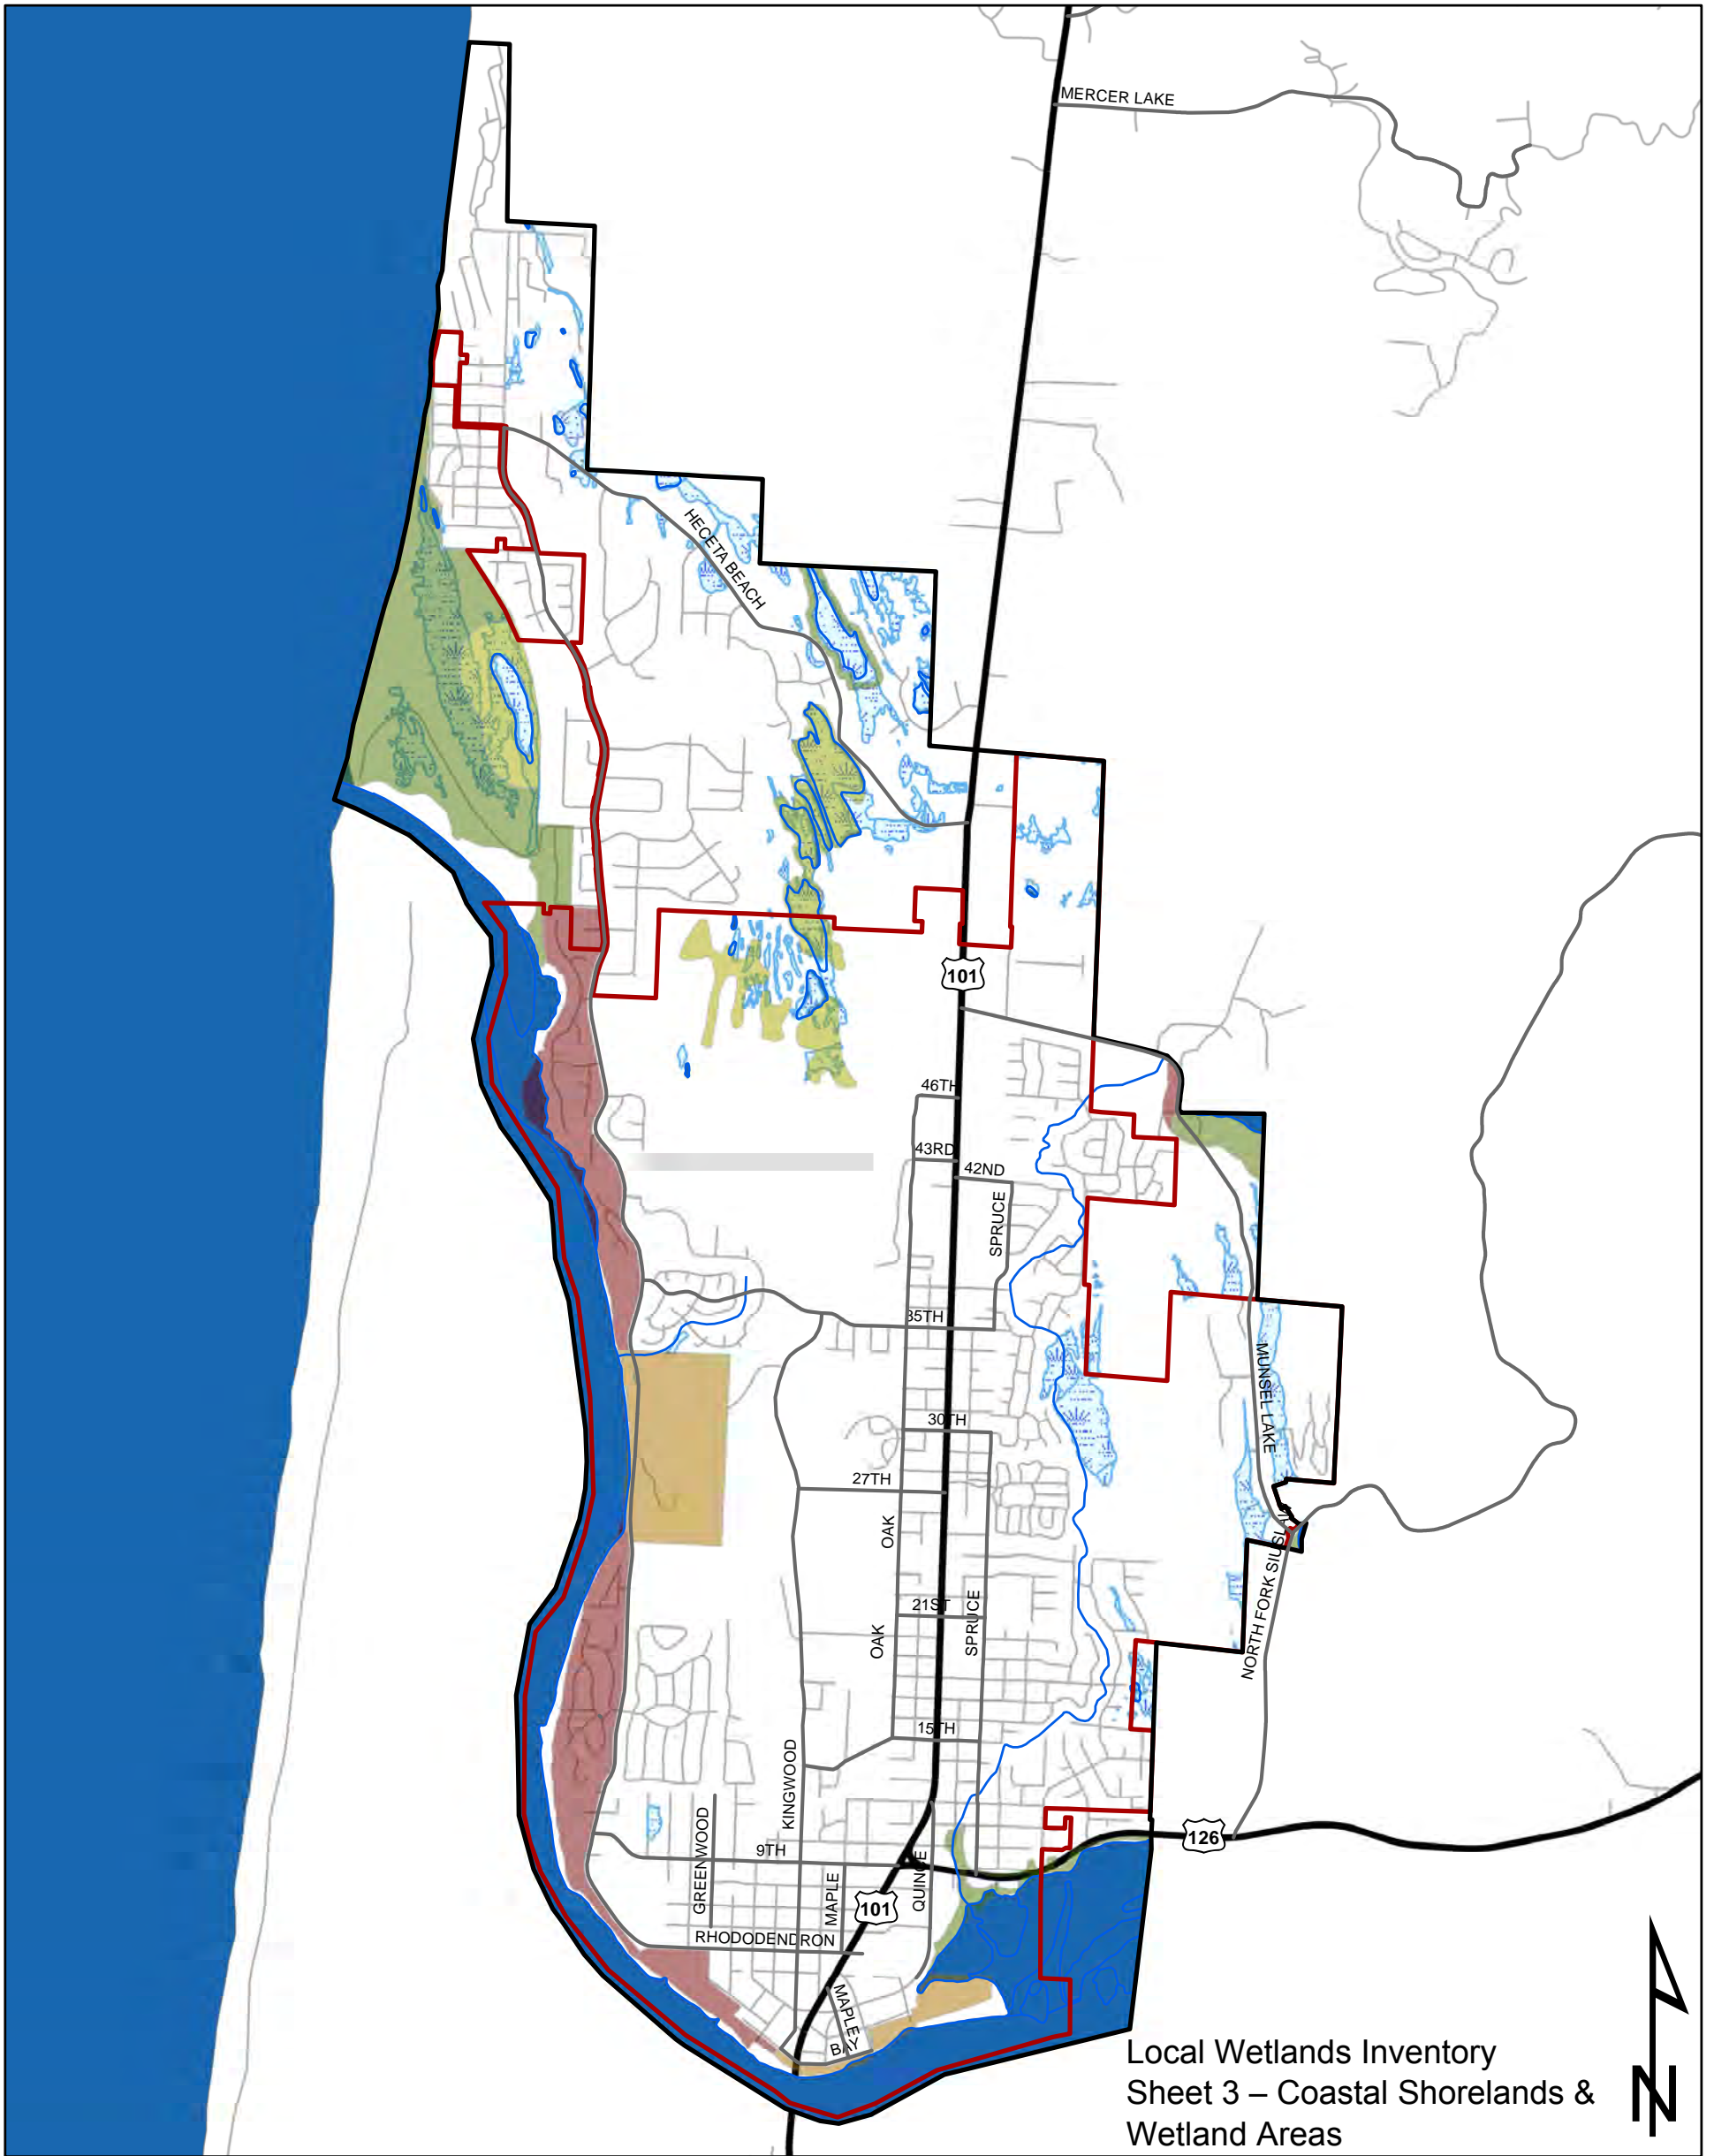 MERCER LAKE
HECETA BEACH
101
46TH
43RD
42ND
SPRUCE
35TH
MUNSEL LAKE
30TH
27TH
OAK
NORTH FORK
21ST
SPRUCE
OAK
15TH
KINGWOOD
GREENWOOD
126
9TH
QUINCE
MAPLE
101
RHODODENDRON
MAPLE
BAY
Local Wetlands Inventory
Sheet 3 – Coastal Shorelands &
Wetland Areas
N